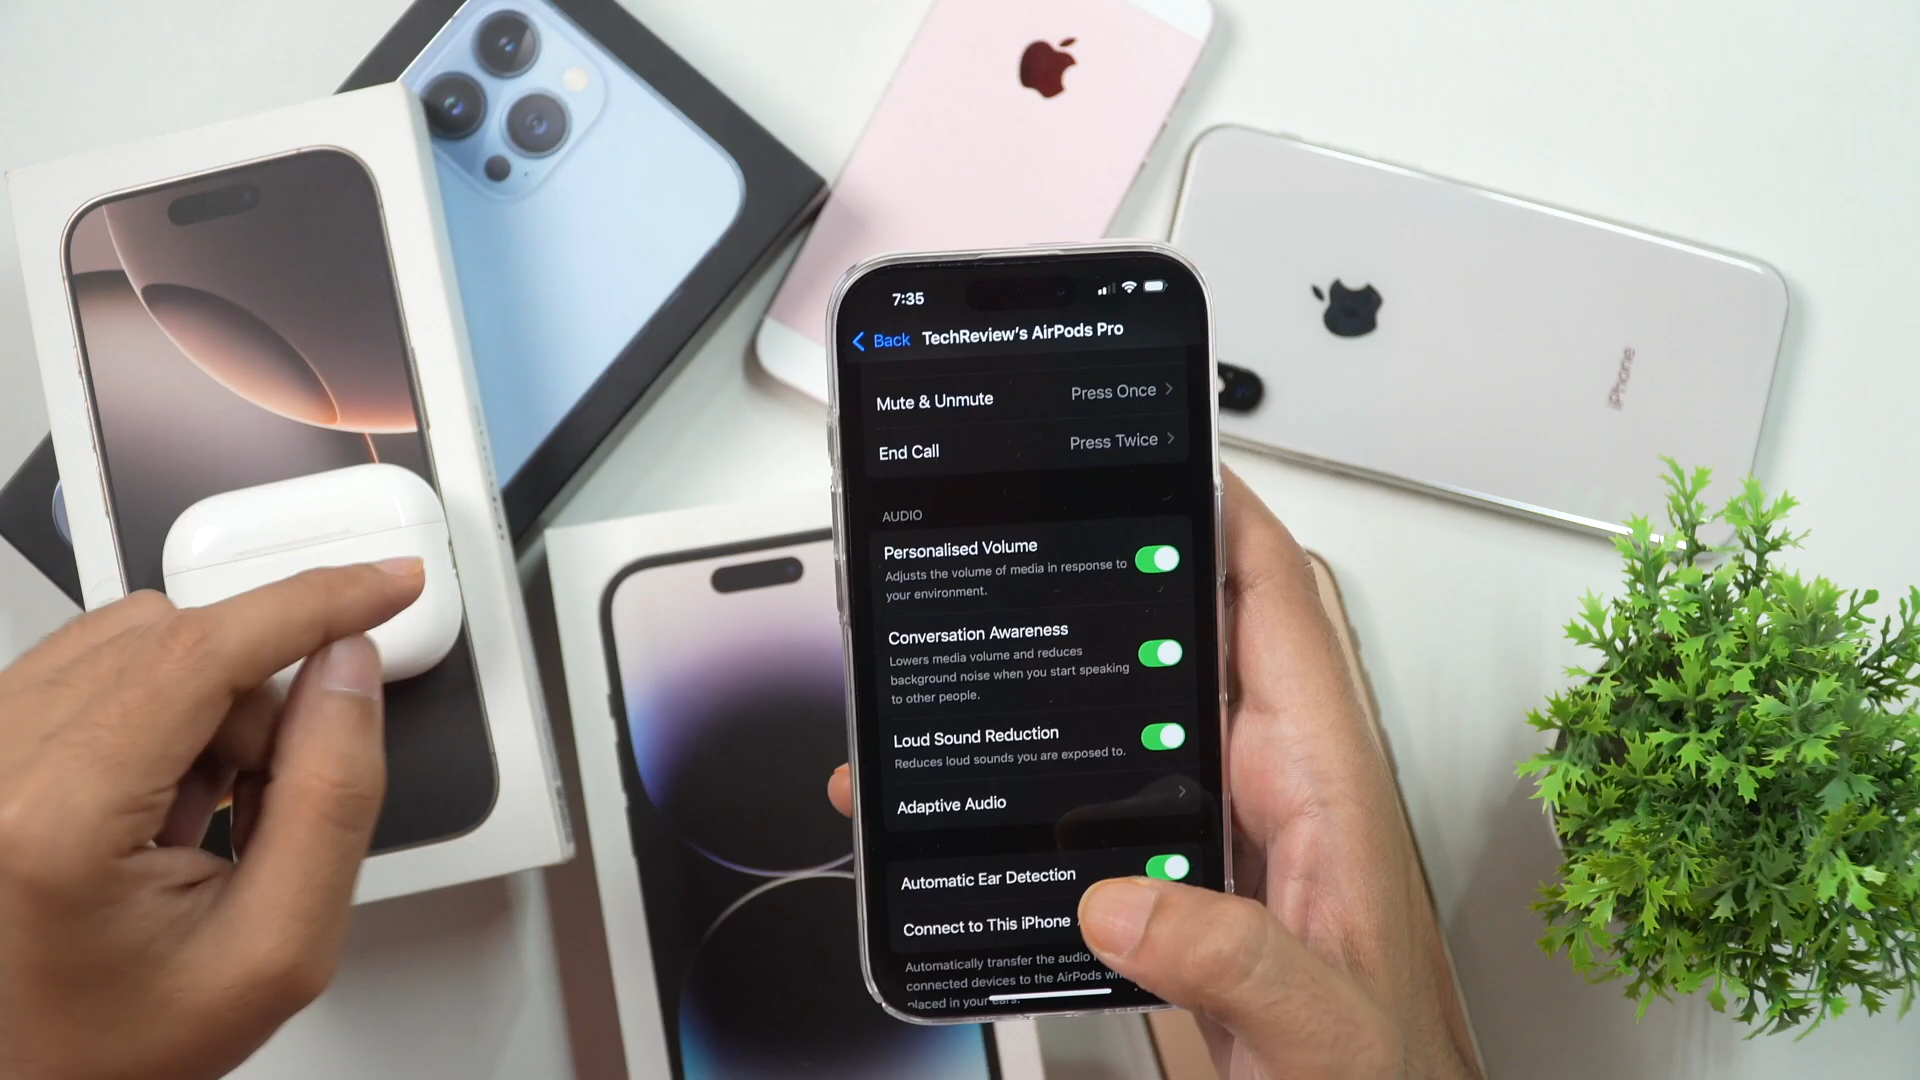 7:35
Back TechReview's AirPods Pro
Mute & Unmute Press Once
End Call Press Twice
AUDIO
Personalised Volume
Adjusts the volume of media in response to
your environment.
Conversation Awareness
Lowers media volume and reduces
background noise when you start speaking
to other people.
Loud Sound Reduction
Reduces loud sounds you are exposed to.
Adaptive Audio
Automatic Ear Detection
Connect to This iPhone
Automatically transfer the audio
connected devices to the AirPods
placed in your ears.
iPhone